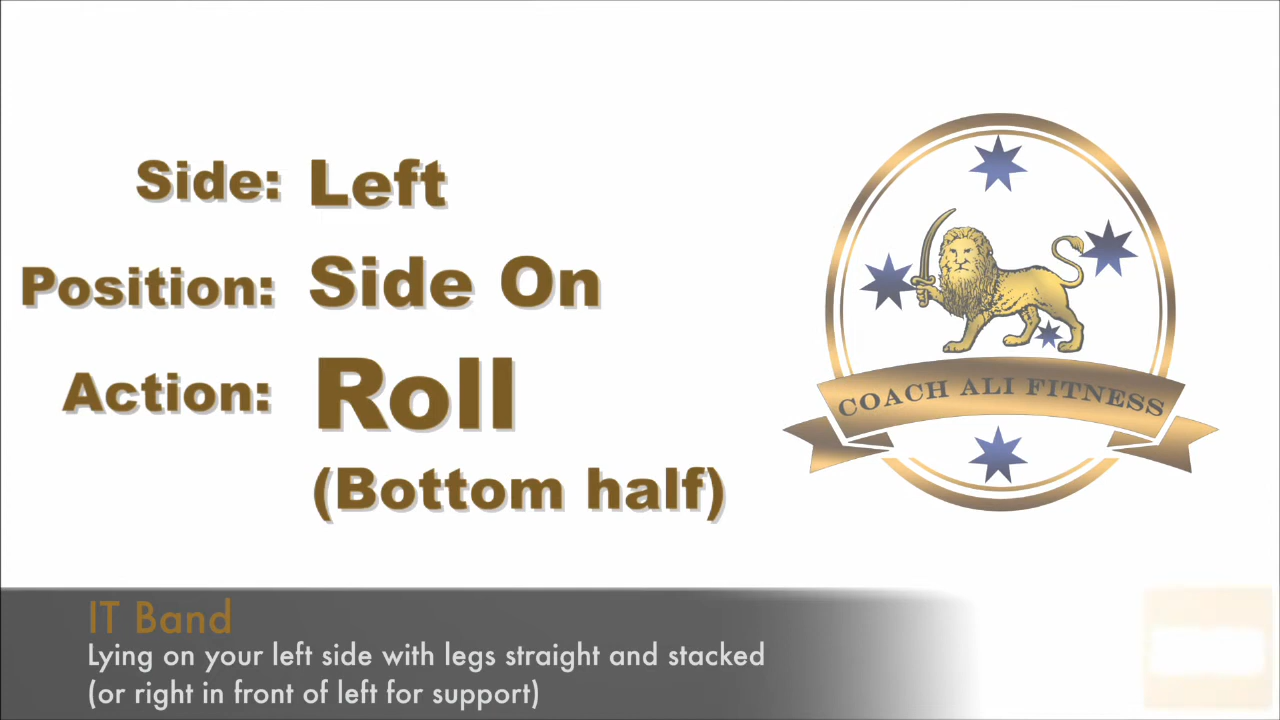 Side: Left
Position: Side On
Action: Roll
(Bottom half)
COACH ALI FITNESS
IT Band
Lying on your left side with legs straight and stacked
(or right in front of left for support)